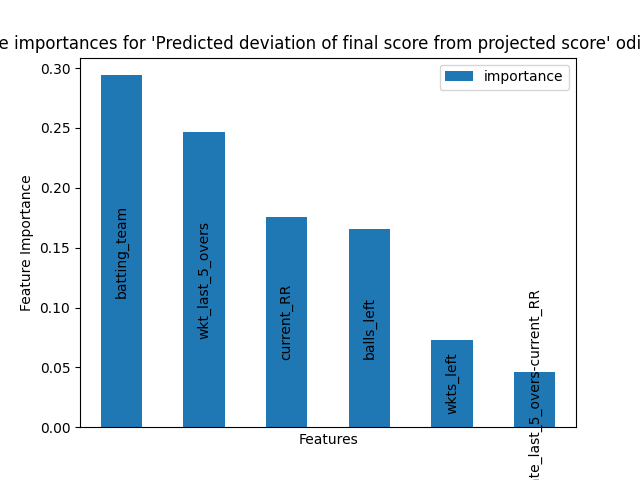 e importances for 'Predicted deviation of final score from projected score' odi
importance
Feature Importance
0.30
0.25
0.20
0.15
0.10
0.05
0.00
batting_team
wkt_last_5_overs
current_RR
balls_left
wkts_left
ate_last_5_overs-current_RR
Features